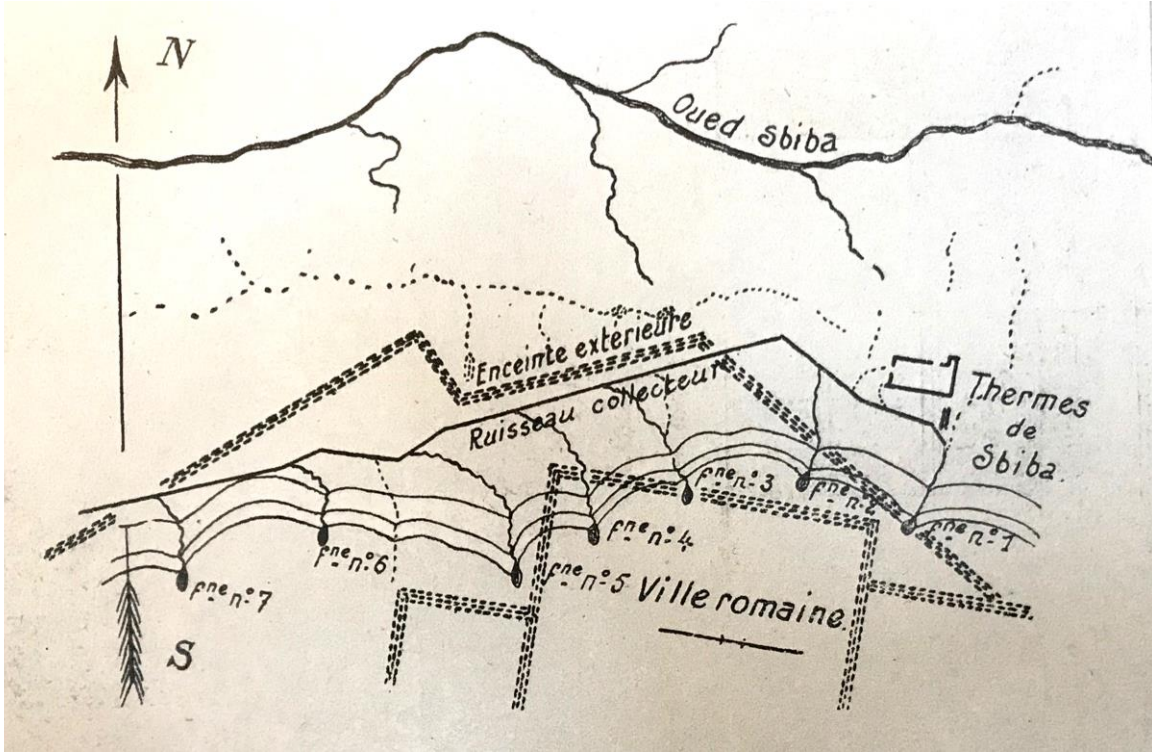 N
Oued Sbiba
Enceinte extérieure
Ruisseau collecteur
Thermes
de
Sbiba.
fne n° 3
fne n° 2
fne n° 1
fne n° 4
fne n° 6
fne n° 5
fne n° 7
Ville romaine.
S